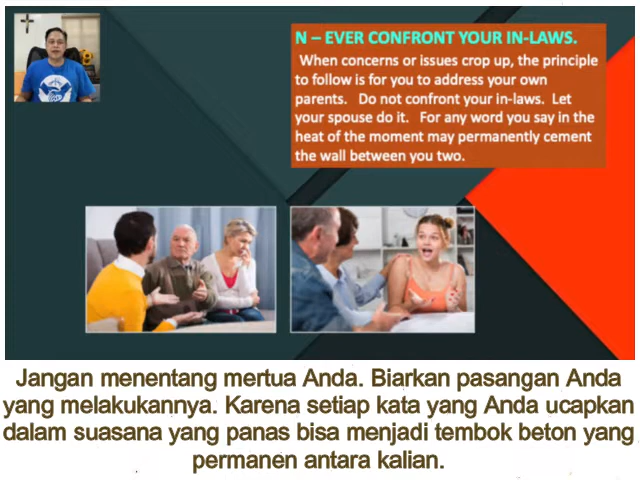 N – EVER CONFRONT YOUR IN-LAWS.
When concerns or issues crop up, the principle
to follow is for you to address your own
parents. Do not confront your in-laws. Let
your spouse do it. For any word you say in the
heat of the moment may permanently cement
the wall between you two.
Jangan menentang mertua Anda. Biarkan pasangan Anda
yang melakukannya. Karena setiap kata yang Anda ucapkan
dalam suasana yang panas bisa menjadi tembok beton yang
permanen antara kalian.